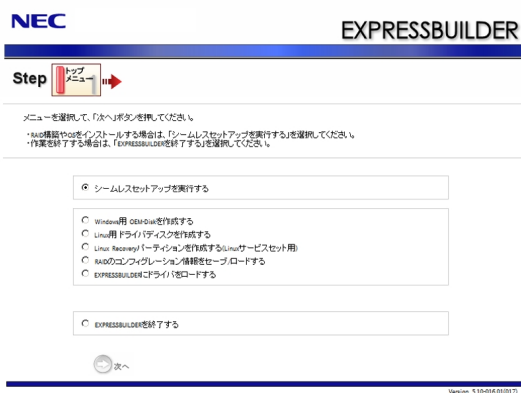 NEC
EXPRESSBUILDER
Step
トップ
メニュー
メニューを選択して、「次へ」ボタンを押してください。
・RAID構築やOSをインストールする場合は、「シームレスセットアップを実行する」を選択してください。
・作業を終了する場合は、「EXPRESSBUILDERを終了する」を選択してください。
シームレスセットアップを実行する
Windows用 OEM-Diskを作成する
Linux用 ドライバディスクを作成する
Linux Recoveryパーティションを作成する(Linuxサービスセット用)
RAIDのコンフィグレーション情報をセーブ/ロードする
EXPRESSBUILDERにドライバをロードする
EXPRESSBUILDERを終了する
次へ
Version 5.10-016.01(017)